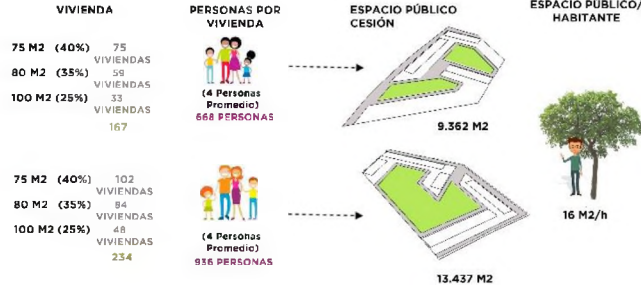 VIVIENDA
PERSONAS POR
VIVIENDA
ESPACIO PÚBLICO
CESIÓN
ESPACIO PÚBLICO/
HABITANTE
75 M2 (40%) 75
VIVIENDAS
80 M2 (35%) 59
VIVIENDAS
100 M2 (25%) 33
VIVIENDAS
167
(4 Personas
Promedio)
668 PERSONAS
9.362 M2
75 M2 (40%) 102
VIVIENDAS
80 M2 (35%) 84
VIVIENDAS
100 M2 (25%) 48
VIVIENDAS
234
(4 Personas
Promedio)
936 PERSONAS
13.437 M2
16 M2/h